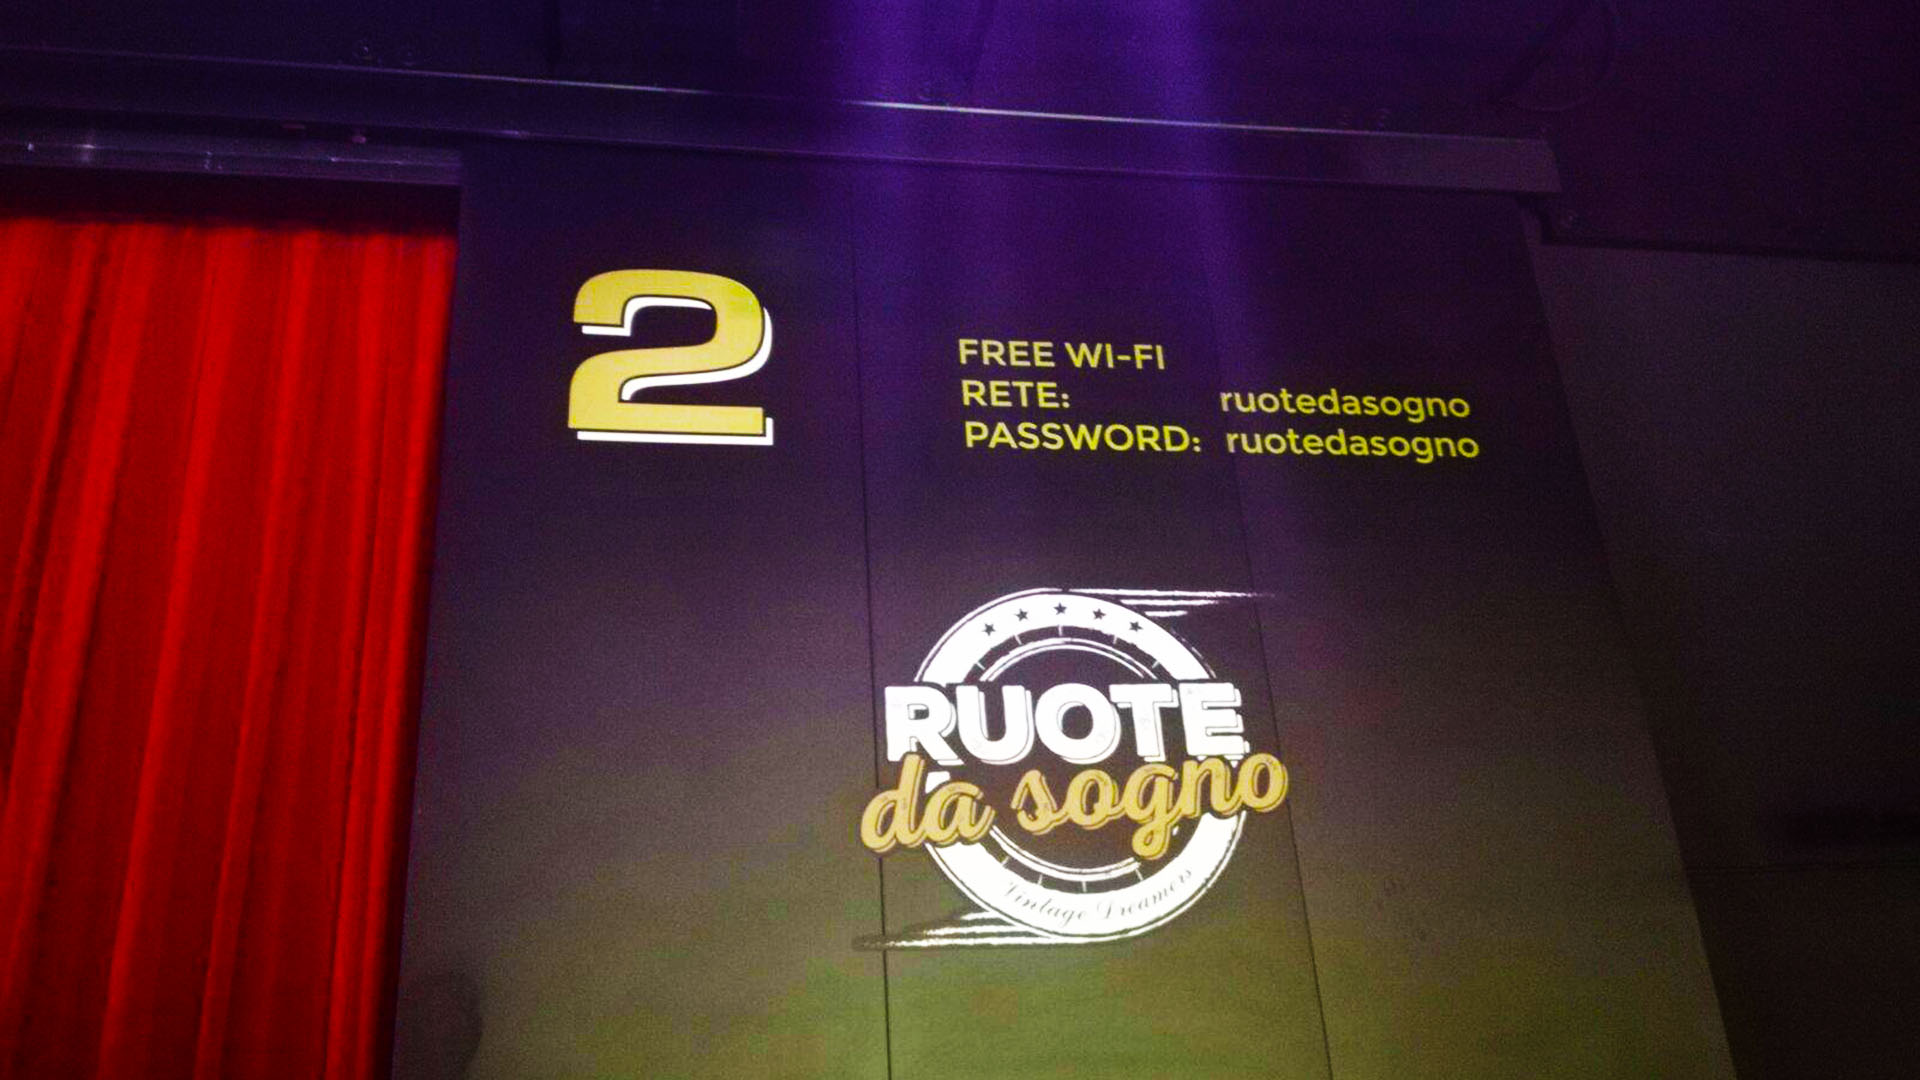 2
FREE WI-FI
RETE: ruotedasogno
PASSWORD: ruotedasogno
RUOTE
da sogno
Vintage Dreamers